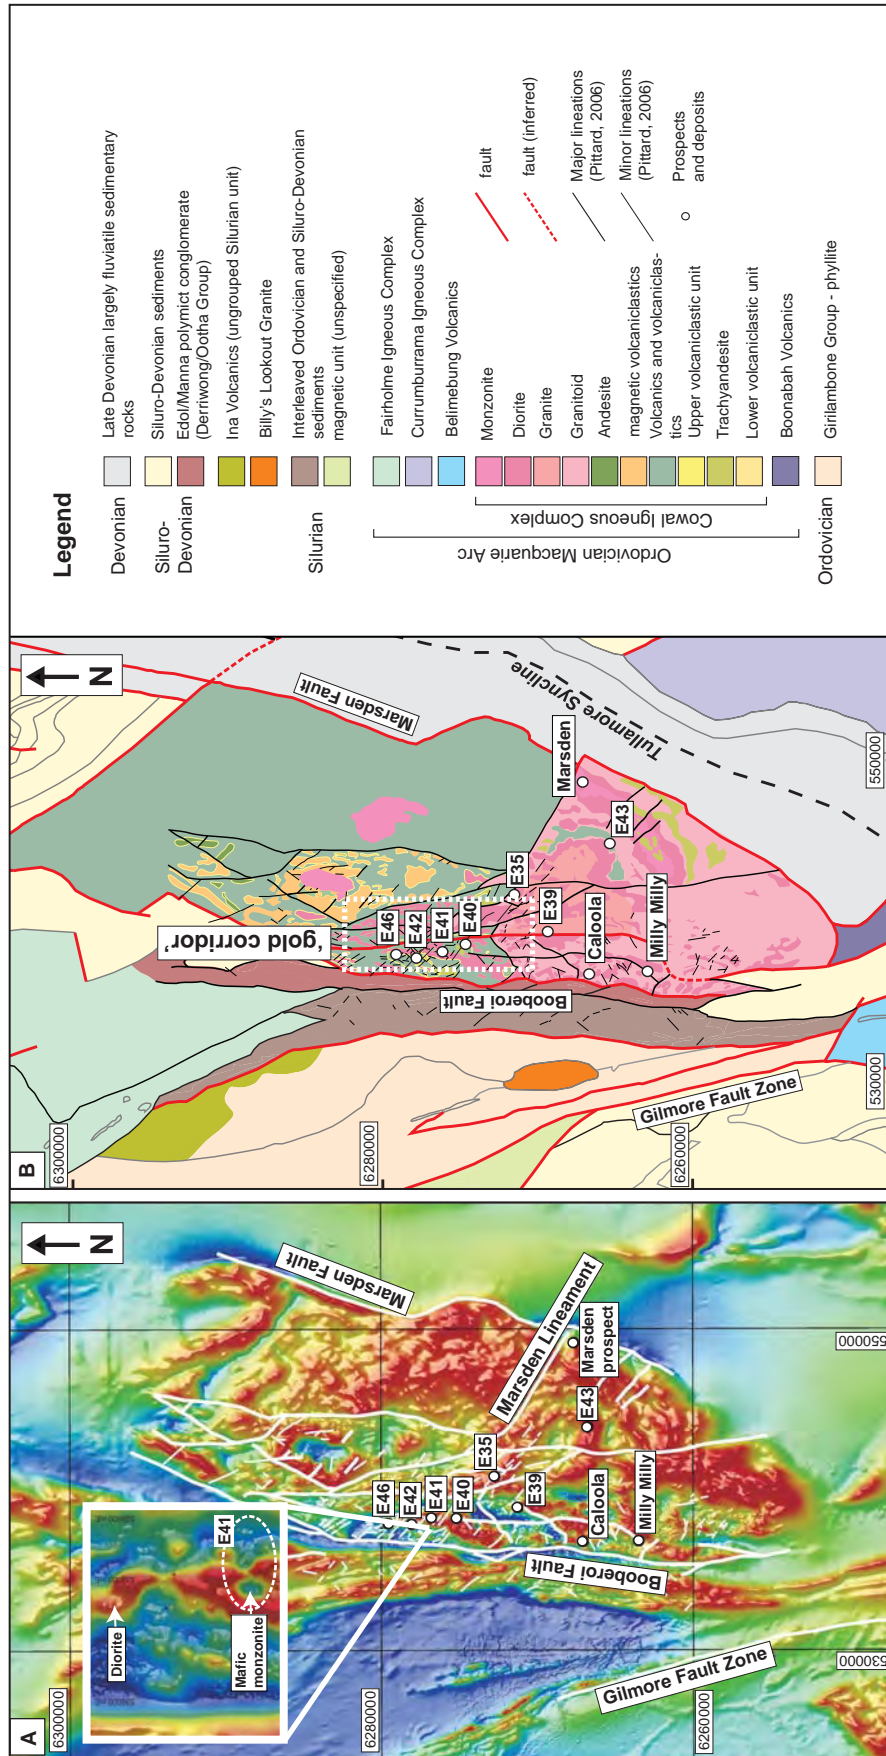 A
6300000
6280000
6260000
530000
550000
N
Diorite
Mafic
monzonite
E41
Marsden Fault
Marsden Lineament
Marsden
prospect
E46
E42
E41
E40
E35
E39
E43
Caloola
Milly Milly
Booberoi Fault
Gilmore Fault Zone
B
6300000
6280000
6260000
530000
550000
N
Marsden Fault
Tullamore Syncline
‘gold corridor’
E46
E42
E41
E40
E35
E39
E43
Marsden
Caloola
Milly Milly
Booberoi Fault
Gilmore Fault Zone
Legend
Devonian
Late Devonian largely fluviatile sedimentary
rocks
Siluro-
Devonian
Siluro-Devonian sediments
Edol/Manna polymict conglomerate
(Derriwong/Ootha Group)
Ina Volcanics (ungrouped Silurian unit)
Billy's Lookout Granite
Silurian
Interleaved Ordovician and Siluro-Devonian
sediments
magnetic unit (unspecified)
Ordovician Macquarie Arc
Fairholme Igneous Complex
Currumburrama Igneous Complex
Belimebung Volcanics
Cowal Igneous Complex
Monzonite
Diorite
Granite
Granitoid
Andesite
magnetic volcaniclastics
Volcanics and volcaniclas-
tics
Upper volcaniclastic unit
Trachyandesite
Lower volcaniclastic unit
Boonabah Volcanics
Ordovician
Girilambone Group - phyllite
fault
fault (inferred)
Major lineations
(Pittard, 2006)
Minor lineations
(Pittard, 2006)
Prospects
and deposits